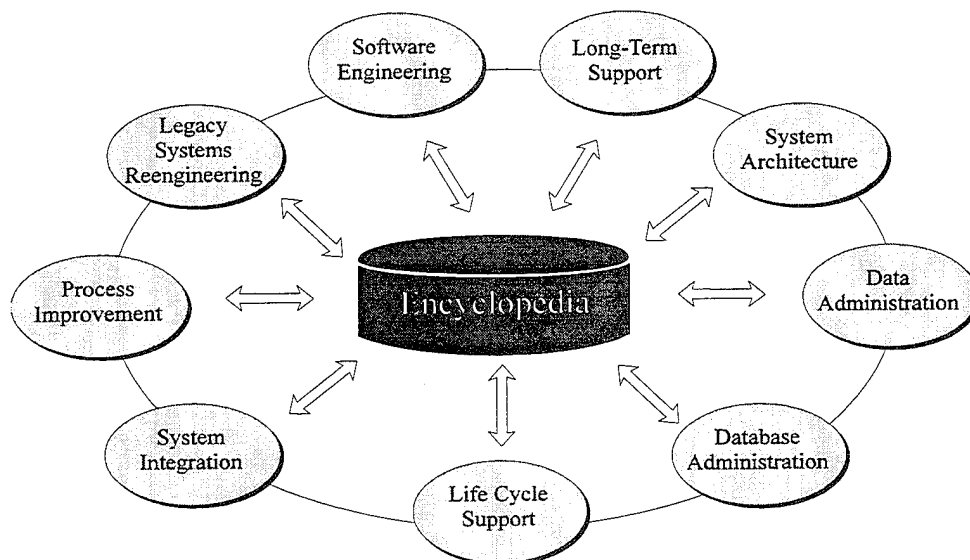 Software
Engineering
Long-Term
Support
Legacy
Systems
Reengineering
System
Architecture
Process
Improvement
Encyclopedia
Data
Administration
System
Integration
Database
Administration
Life Cycle
Support